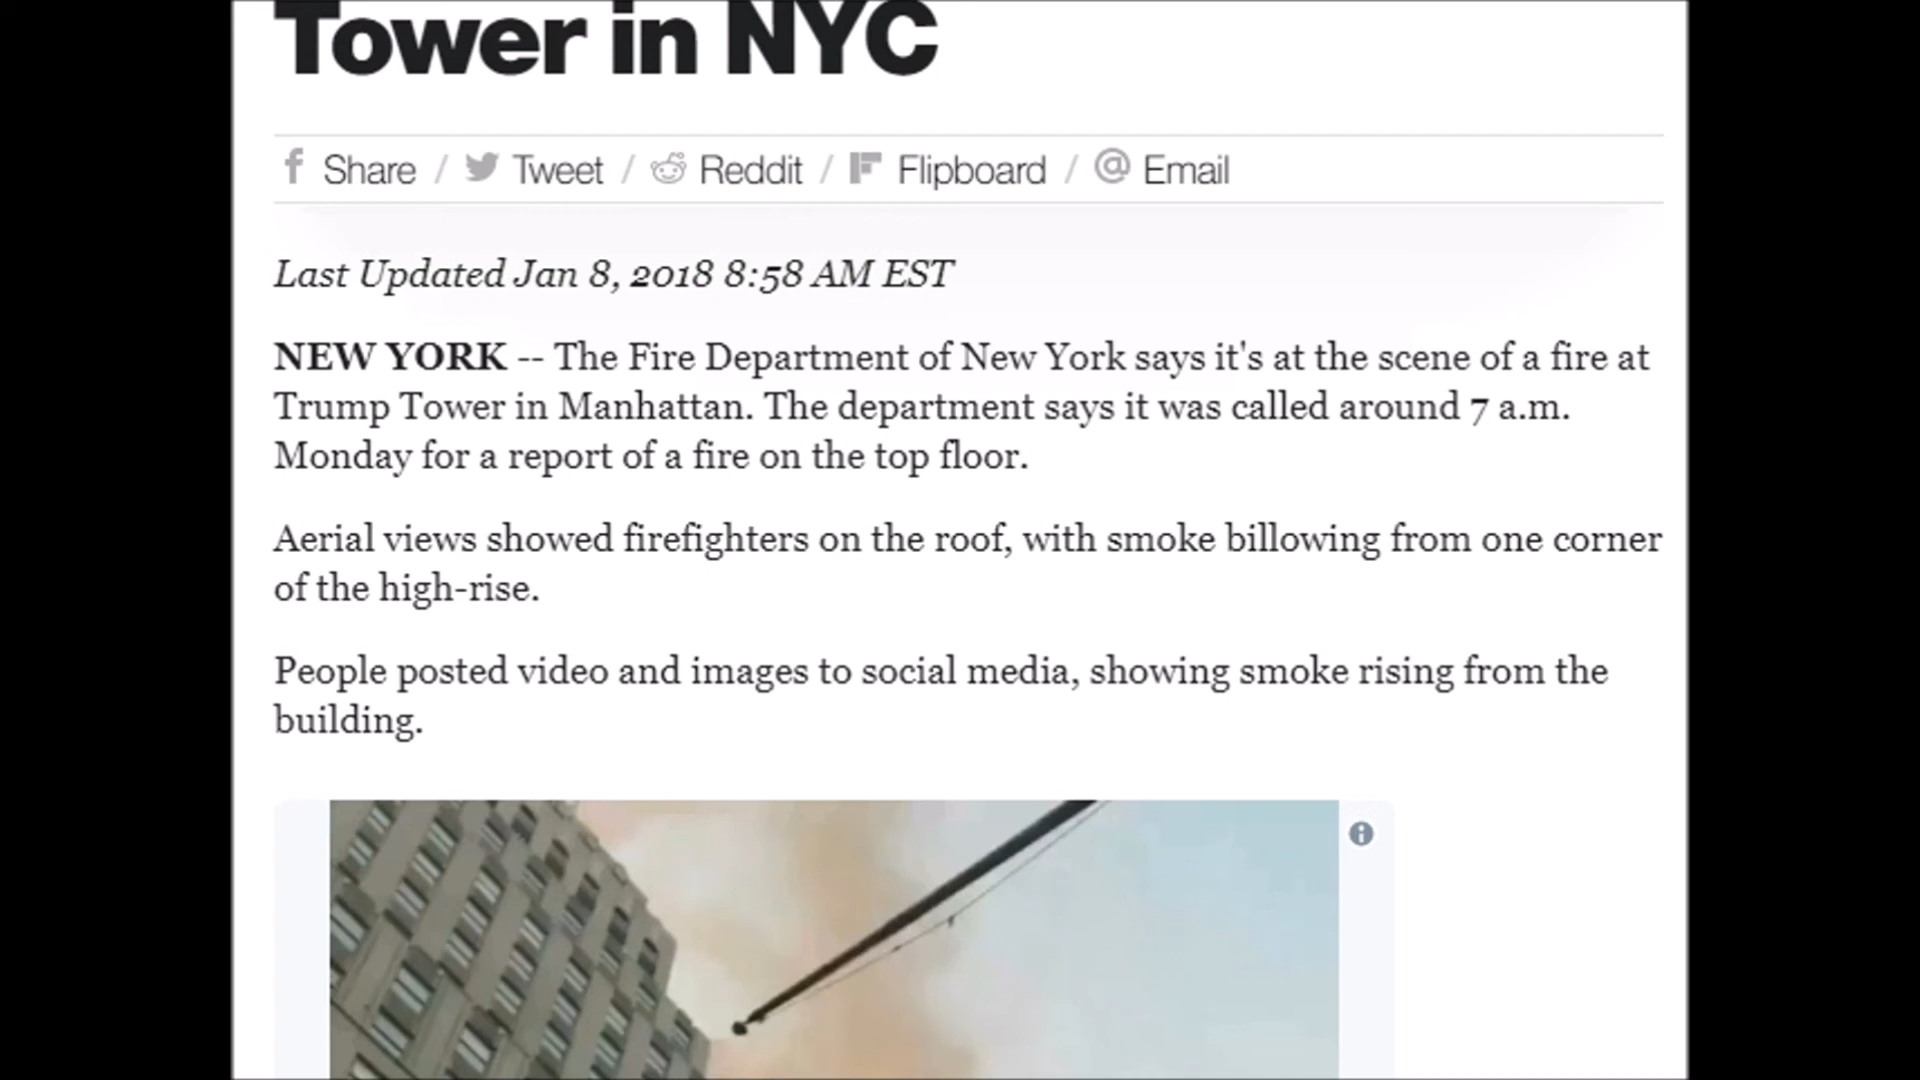 Tower in NYC
Share / Tweet / Reddit / Flipboard / Email
Last Updated Jan 8, 2018 8:58 AM EST
NEW YORK -- The Fire Department of New York says it's at the scene of a fire at
Trump Tower in Manhattan. The department says it was called around 7 a.m.
Monday for a report of a fire on the top floor.
Aerial views showed firefighters on the roof, with smoke billowing from one corner
of the high-rise.
People posted video and images to social media, showing smoke rising from the
building.